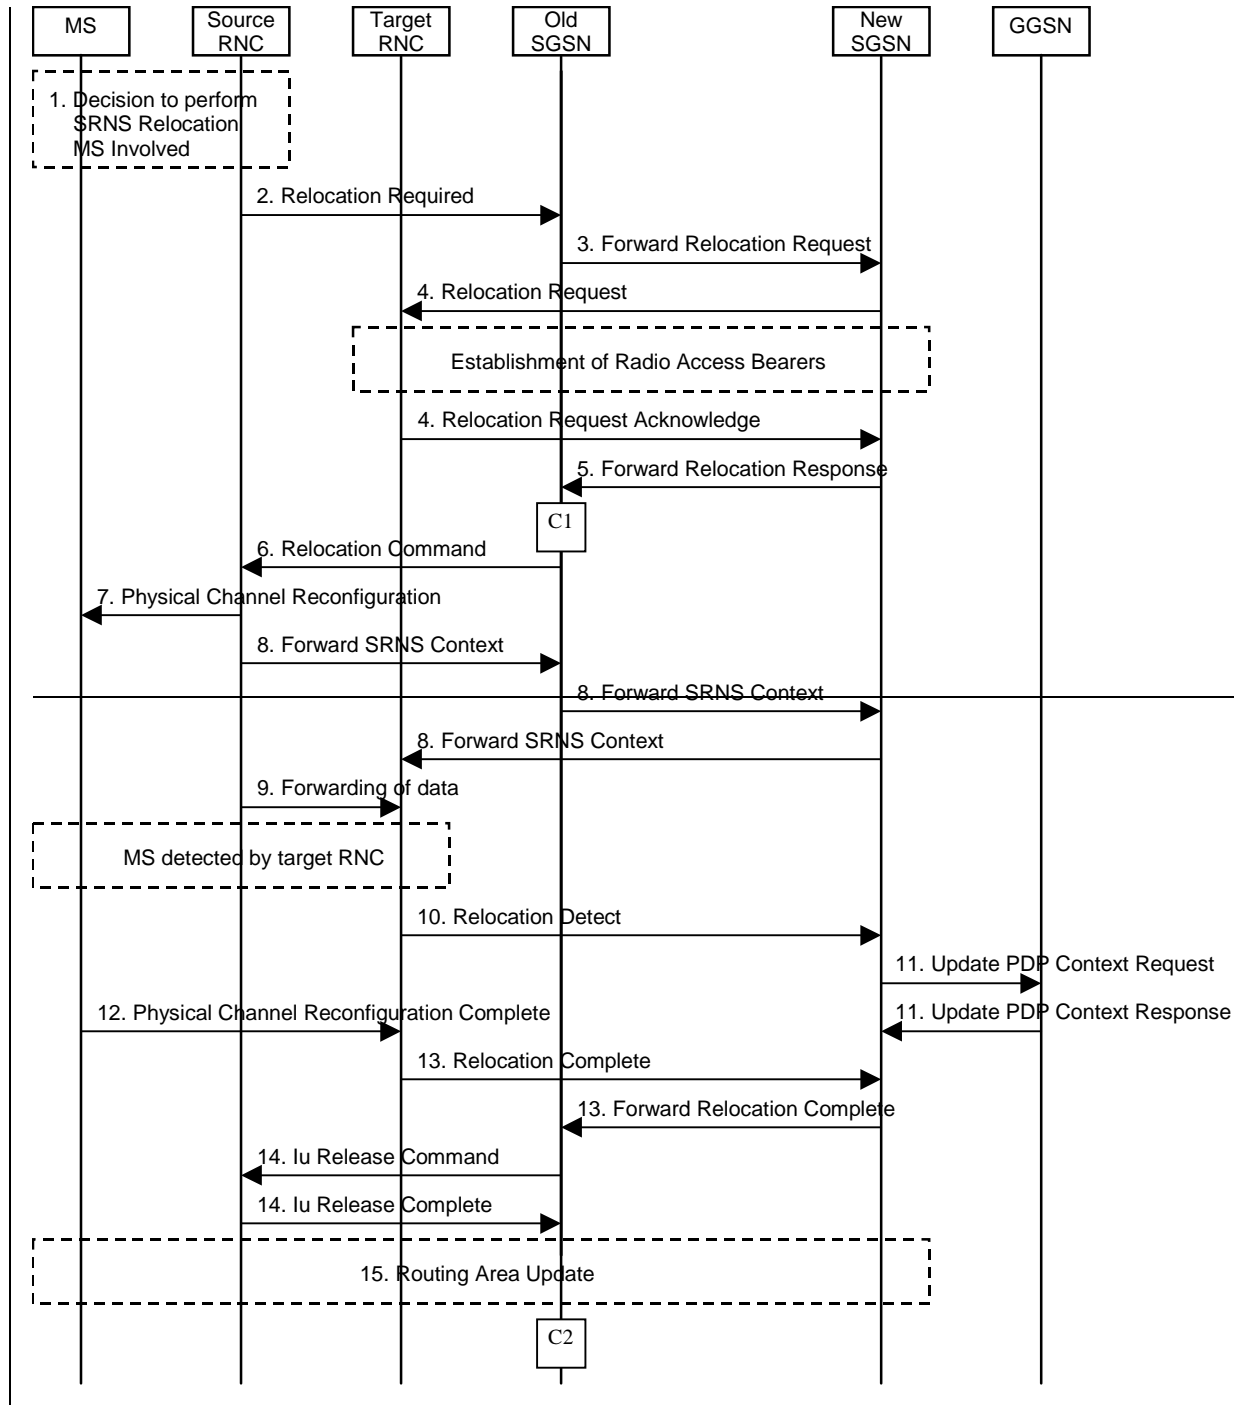 MS
Source
RNC
Target
RNC
Old
SGSN
New
SGSN
GGSN
1. Decision to perform
SRNS Relocation
MS Involved
2. Relocation Required
3. Forward Relocation Request
4. Relocation Request
Establishment of Radio Access Bearers
4. Relocation Request Acknowledge
5. Forward Relocation Response
C1
6. Relocation Command
7. Physical Channel Reconfiguration
8. Forward SRNS Context
8. Forward SRNS Context
8. Forward SRNS Context
9. Forwarding of data
MS detected by target RNC
10. Relocation Detect
11. Update PDP Context Request
12. Physical Channel Reconfiguration Complete
11. Update PDP Context Response
13. Relocation Complete
13. Forward Relocation Complete
14. Iu Release Command
14. Iu Release Complete
15. Routing Area Update
C2